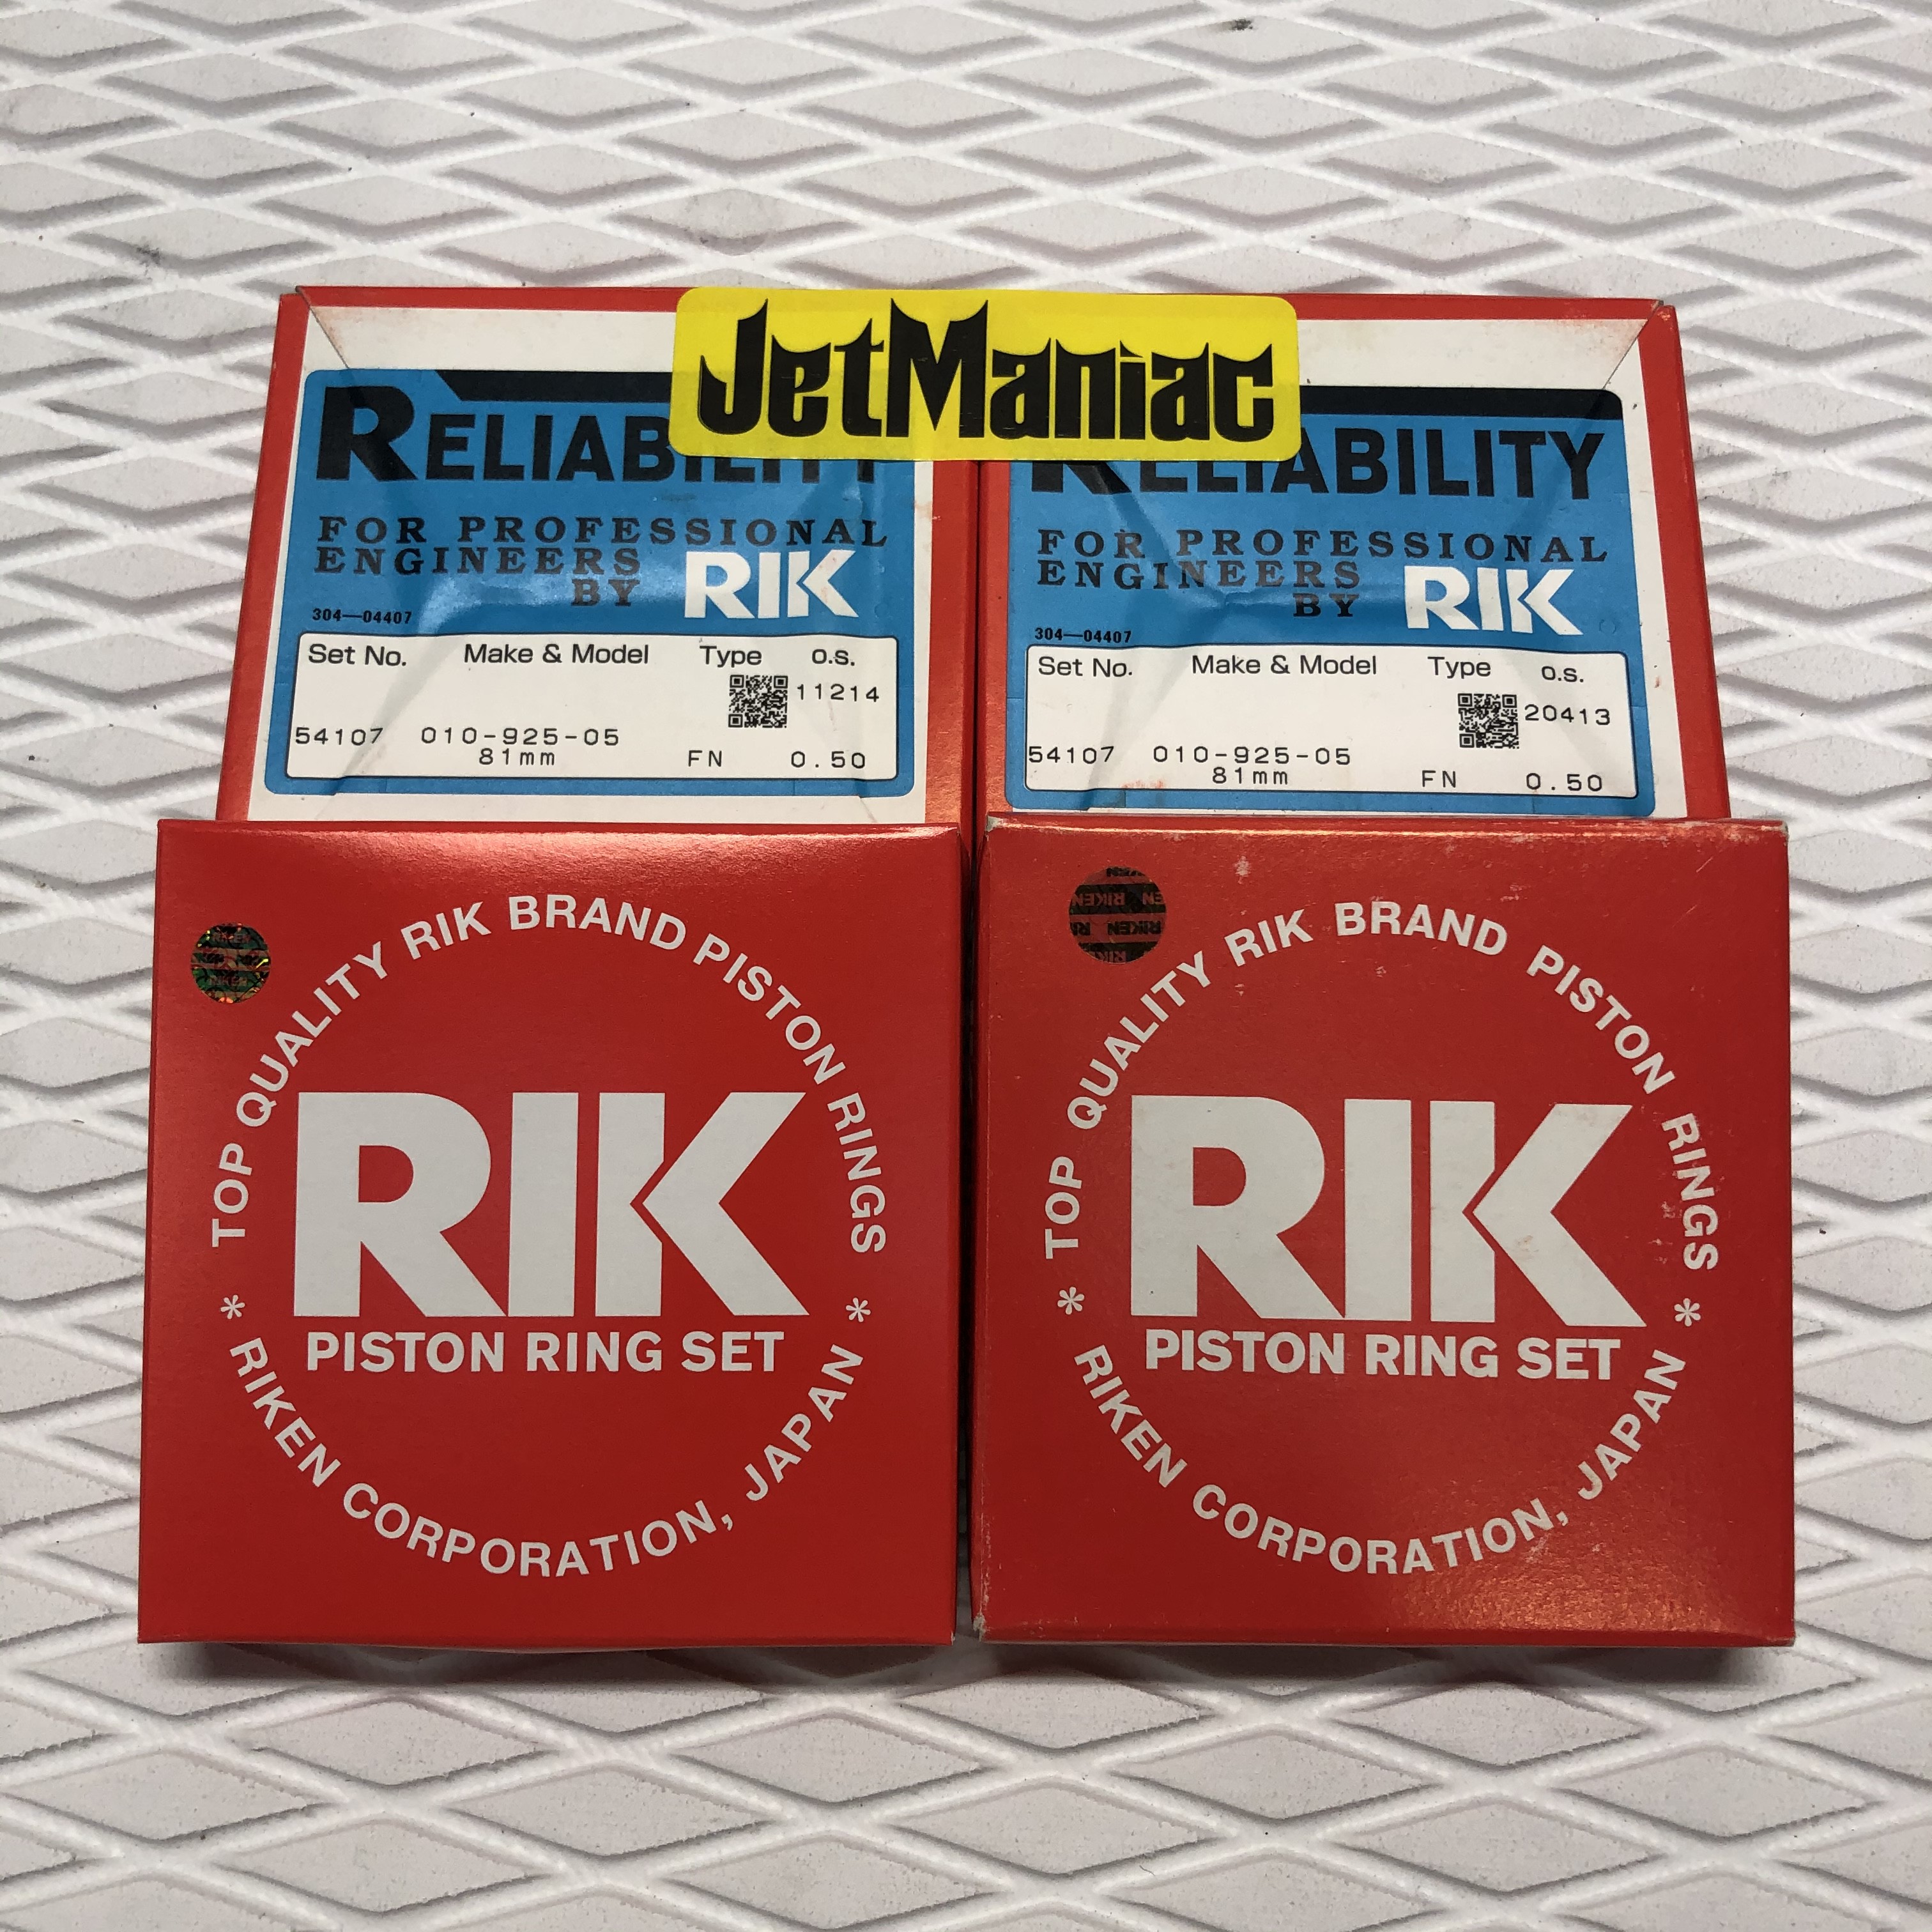 JetManiac
RELIABILITY
FOR PROFESSIONAL
ENGINEERS
BY RIK
304—04407
Set No. Make & Model Type O.S.
11214
54107 010-925-05
81mm FN 0.50
RELIABILITY
FOR PROFESSIONAL
ENGINEERS
BY RIK
304—04407
Set No. Make & Model Type O.S.
20413
54107 010-925-05
81mm FN 0.50
TOP QUALITY RIK BRAND PISTON RINGS
RIK
PISTON RING SET
* RIKEN CORPORATION, JAPAN *
RIKEN
TOP QUALITY RIK BRAND PISTON RINGS
RIK
PISTON RING SET
* RIKEN CORPORATION, JAPAN *